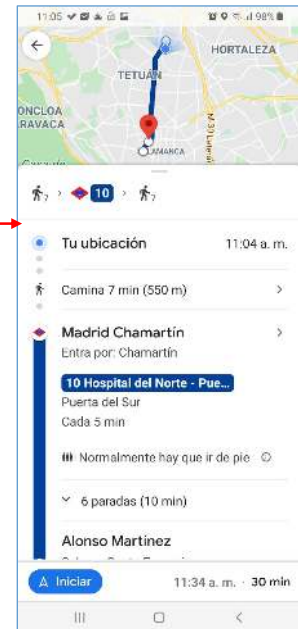 11:05
98%
HORTALEZA
TETUÁN
ONCLOA
RAVACA
M-30
AMANCA
7 > 10 > 7
Tu ubicación 11:04 a. m.
Camina 7 min (550 m)
Madrid Chamartín
Entra por: Chamartín
10 Hospital del Norte - Pue...
Puerta del Sur
Cada 5 min
Normalmente hay que ir de pie
6 paradas (10 min)
Alonso Martínez
Iniciar 11:34 a. m. · 30 min